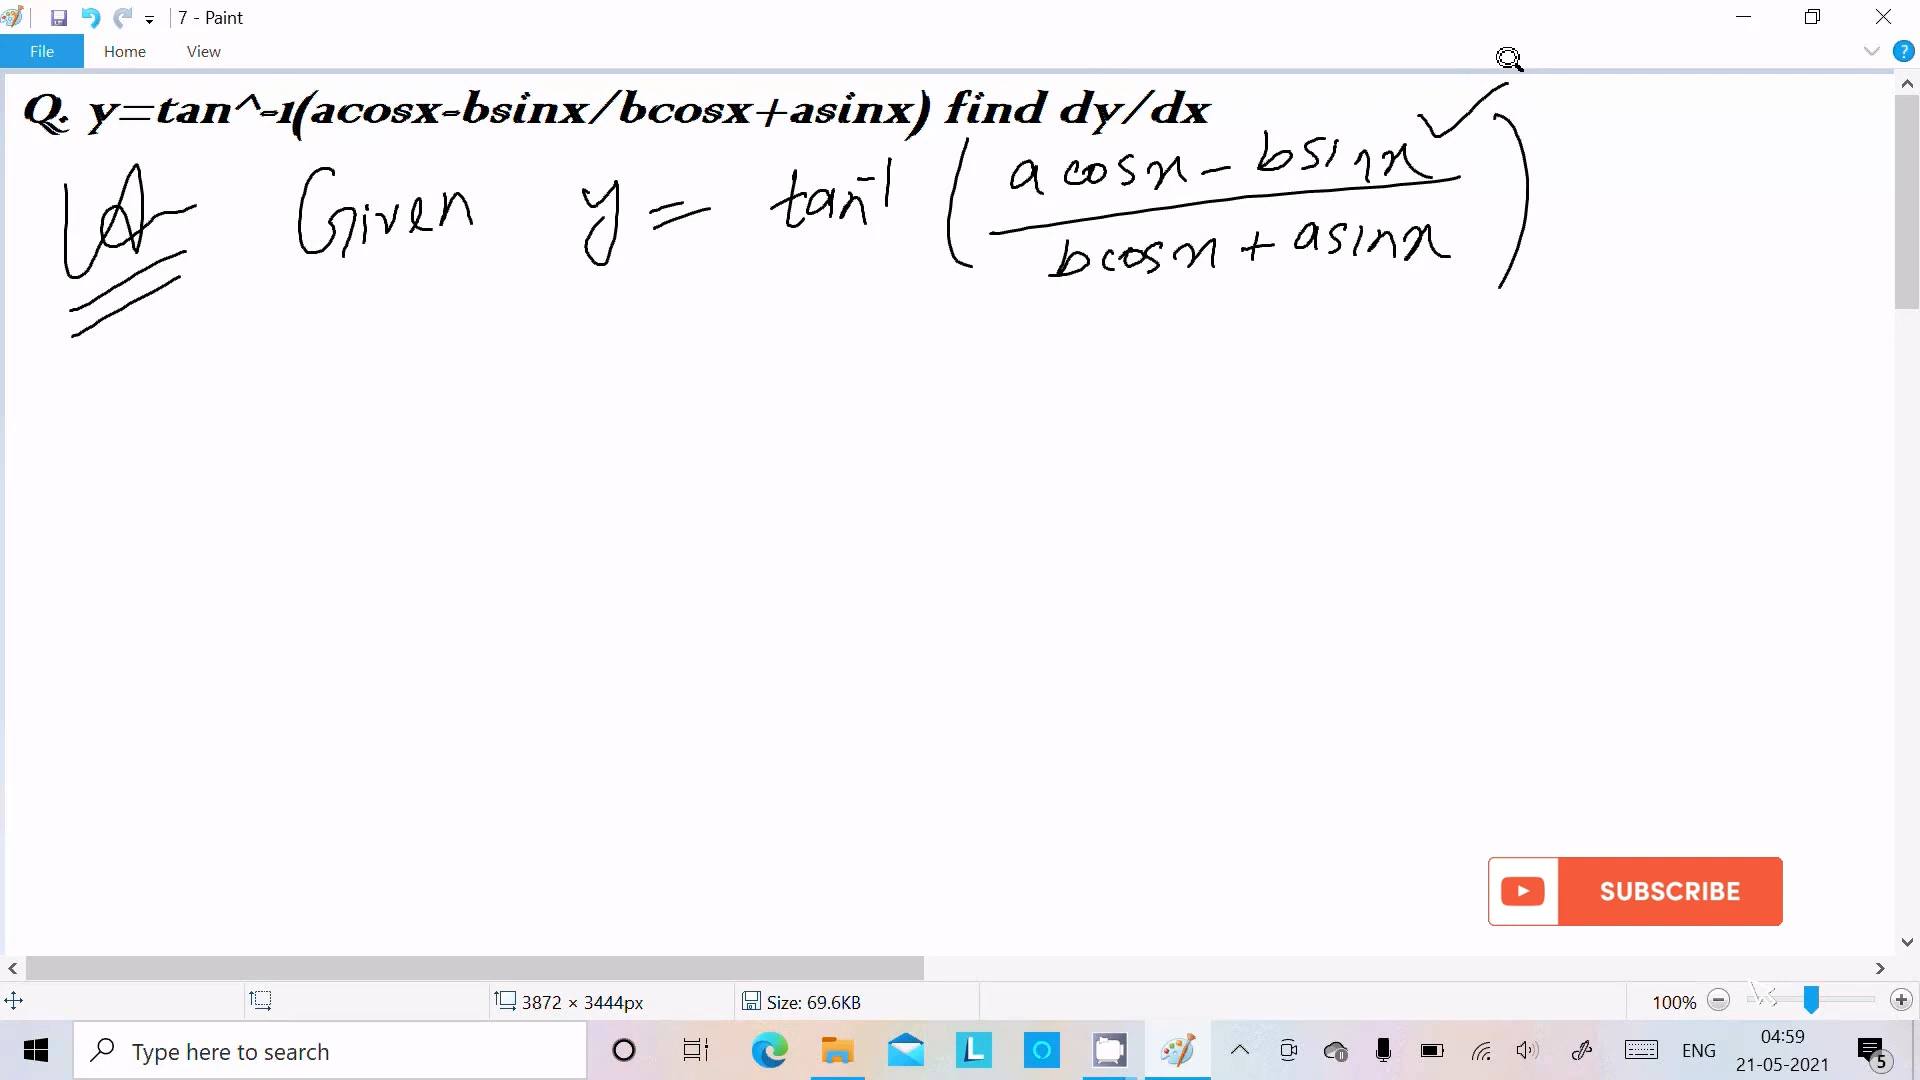 7 - Paint
File Home View
Q. y=tan^-1(acosx-bsinx/bcosx+asinx) find dy/dx
Given y = tan⁻¹ (acosx - bsinx / bcosx + asinx)
SUBSCRIBE
3872 × 3444px Size: 69.6KB 100%
Type here to search
ENG
04:59
21-05-2021
5